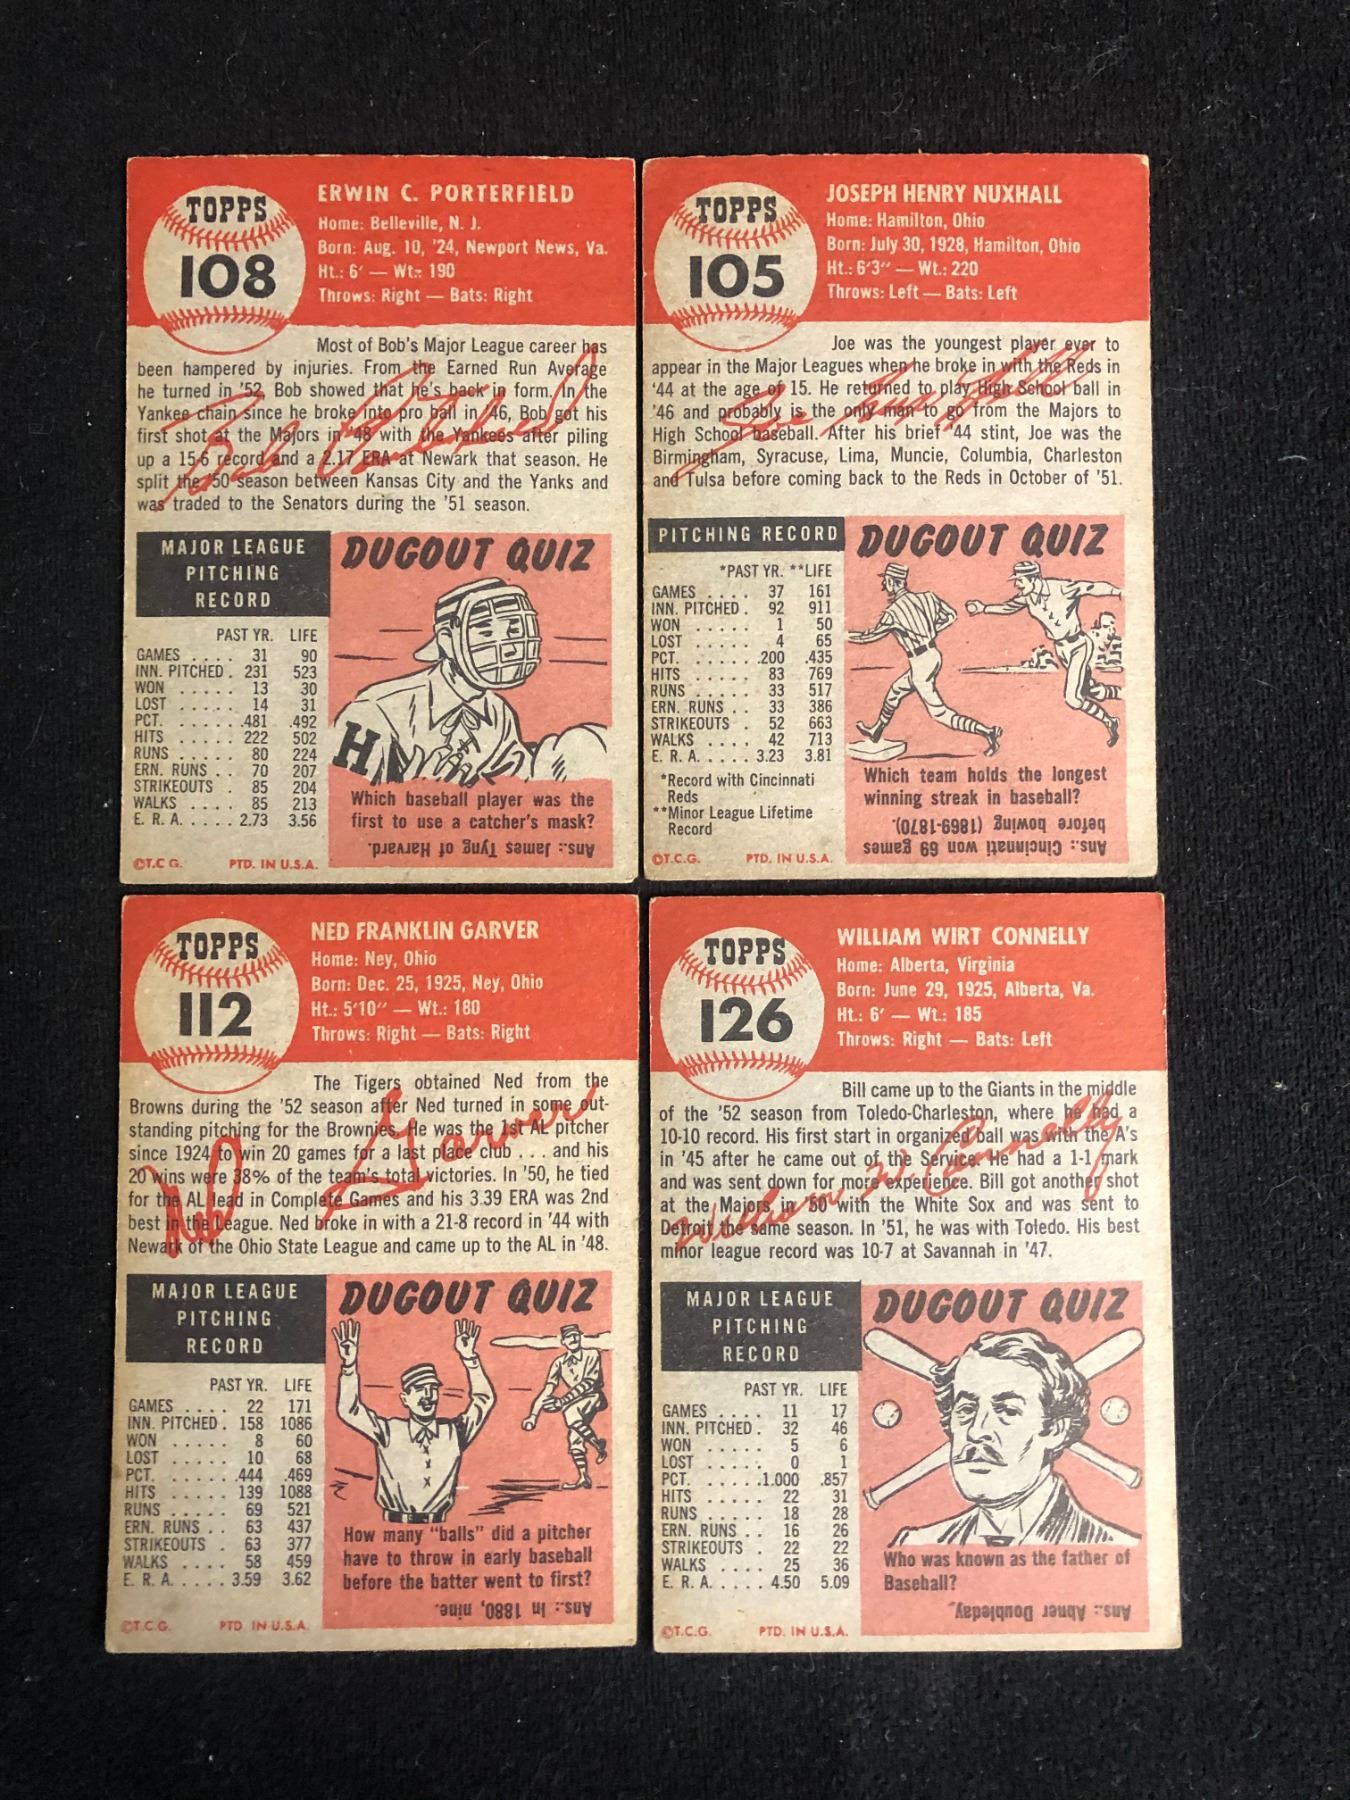 TOPPS
108
ERWIN C. PORTERFIELD
Home: Belleville, N. J.
Born: Aug. 10, '24, Newport News, Va.
Ht.: 6' — Wt.: 190
Throws: Right — Bats: Right
Most of Bob's Major League career has
been hampered by injuries. From the Earned Run Average
he turned in '52, Bob showed that he's back in form. In the
Yankee chain since he broke into pro ball in '46, Bob got his
first shot at the Majors in '48 with the Yankees after piling
up a 15-6 record and a 2.17 ERA at Newark that season. He
split the '50 season between Kansas City and the Yanks and
was traded to the Senators during the '51 season.
Bob Porterfield
MAJOR LEAGUE
PITCHING
RECORD
PAST YR. LIFE
GAMES .... 31 90
INN. PITCHED . 231 523
WON ..... 13 30
LOST ..... 14 31
PCT. ...... .481 .492
HITS ..... 222 502
RUNS ..... 80 224
ERN. RUNS .. 70 207
STRIKEOUTS . 85 204
WALKS .... 85 213
E. R. A. .... 2.73 3.56
©T.C.G. PTD. IN U.S.A.
DUGOUT QUIZ
H
Which baseball player was the
first to use a catcher's mask?
Ans.: James Tyng of Harvard.
TOPPS
105
JOSEPH HENRY NUXHALL
Home: Hamilton, Ohio
Born: July 30, 1928, Hamilton, Ohio
Ht.: 6'3" — Wt.: 220
Throws: Left — Bats: Left
Joe was the youngest player ever to
appear in the Major Leagues when he broke in with the Reds in
'44 at the age of 15. He returned to play High School ball in
'46 and probably is the only man to go from the Majors to
High School baseball. After his brief '44 stint, Joe was the
Birmingham, Syracuse, Lima, Muncie, Columbia, Charleston
and Tulsa before coming back to the Reds in October of '51.
Joe Nuxhall
PITCHING RECORD
*PAST YR. **LIFE
GAMES .... 37 161
INN. PITCHED . 92 911
WON ..... 1 50
LOST ..... 4 65
PCT. ...... .200 .435
HITS ..... 83 769
RUNS ..... 33 517
ERN. RUNS .. 33 386
STRIKEOUTS .. 52 663
WALKS .... 42 713
E. R. A. .... 3.23 3.81
*Record with Cincinnati
Reds
**Minor League Lifetime
Record
©T.C.G. PTD. IN U.S.A.
DUGOUT QUIZ
Which team holds the longest
winning streak in baseball?
Ans.: Cincinnati won 69 games
before bowing (1869-1870).
TOPPS
112
NED FRANKLIN GARVER
Home: Ney, Ohio
Born: Dec. 25, 1925, Ney, Ohio
Ht.: 5'10" — Wt.: 180
Throws: Right — Bats: Right
The Tigers obtained Ned from the
Browns during the '52 season after Ned turned in some out-
standing pitching for the Brownies. He was the 1st AL pitcher
since 1924 to win 20 games for a last place club . . . and his
20 wins were 38% of the team's total victories. In '50, he tied
for the AL lead in Complete Games and his 3.39 ERA was 2nd
best in the League. Ned broke in with a 21-8 record in '44 with
Newark of the Ohio State League and came up to the AL in '48.
Ned Garver
MAJOR LEAGUE
PITCHING
RECORD
PAST YR. LIFE
GAMES .... 22 171
INN. PITCHED . 158 1086
WON ..... 8 60
LOST ..... 10 68
PCT. ...... .444 .469
HITS ..... 139 1088
RUNS ..... 69 521
ERN. RUNS .. 63 437
STRIKEOUTS . 63 377
WALKS .... 58 459
E. R. A. .... 3.59 3.62
©T.C.G. PTD. IN U.S.A.
DUGOUT QUIZ
How many "balls" did a pitcher
have to throw in early baseball
before the batter went to first?
Ans.: In 1880, nine.
TOPPS
126
WILLIAM WIRT CONNELLY
Home: Alberta, Virginia
Born: June 29, 1925, Alberta, Va.
Ht.: 6' — Wt.: 185
Throws: Right — Bats: Left
Bill came up to the Giants in the middle
of the '52 season from Toledo-Charleston, where he had a
10-10 record. His first start in organized ball was with the A's
in '45 after he came out of the Service. He had a 1-1 mark
and was sent down for more experience. Bill got another shot
at the Majors in '50 with the White Sox and was sent to
Detroit the same season. In '51, he was with Toledo. His best
minor league record was 10-7 at Savannah in '47.
William W. Connelly
MAJOR LEAGUE
PITCHING
RECORD
PAST YR. LIFE
GAMES .... 11 17
INN. PITCHED . 32 46
WON ..... 5 6
LOST ..... 0 1
PCT. ..... .1.000 .857
HITS ..... 22 31
RUNS ..... 18 28
ERN. RUNS .. 16 26
STRIKEOUTS . 22 22
WALKS .... 25 36
E. R. A. .... 4.50 5.09
©T.C.G. PTD. IN U.S.A.
DUGOUT QUIZ
Who was known as the father of
Baseball?
Ans.: Abner Doubleday.